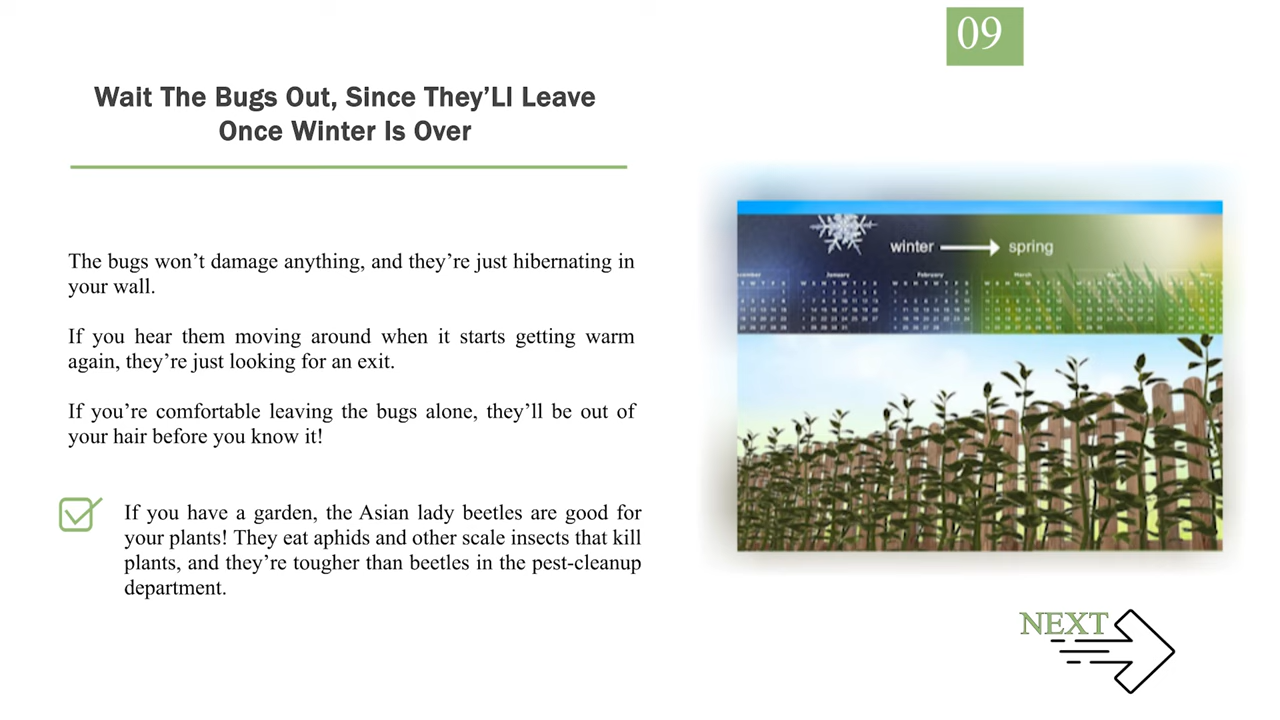 09
Wait The Bugs Out, Since They’Ll Leave
Once Winter Is Over
The bugs won’t damage anything, and they’re just hibernating in
your wall.
If you hear them moving around when it starts getting warm
again, they’re just looking for an exit.
If you’re comfortable leaving the bugs alone, they’ll be out of
your hair before you know it!
If you have a garden, the Asian lady beetles are good for
your plants! They eat aphids and other scale insects that kill
plants, and they’re tougher than beetles in the pest-cleanup
department.
winter spring
January February March
NEXT